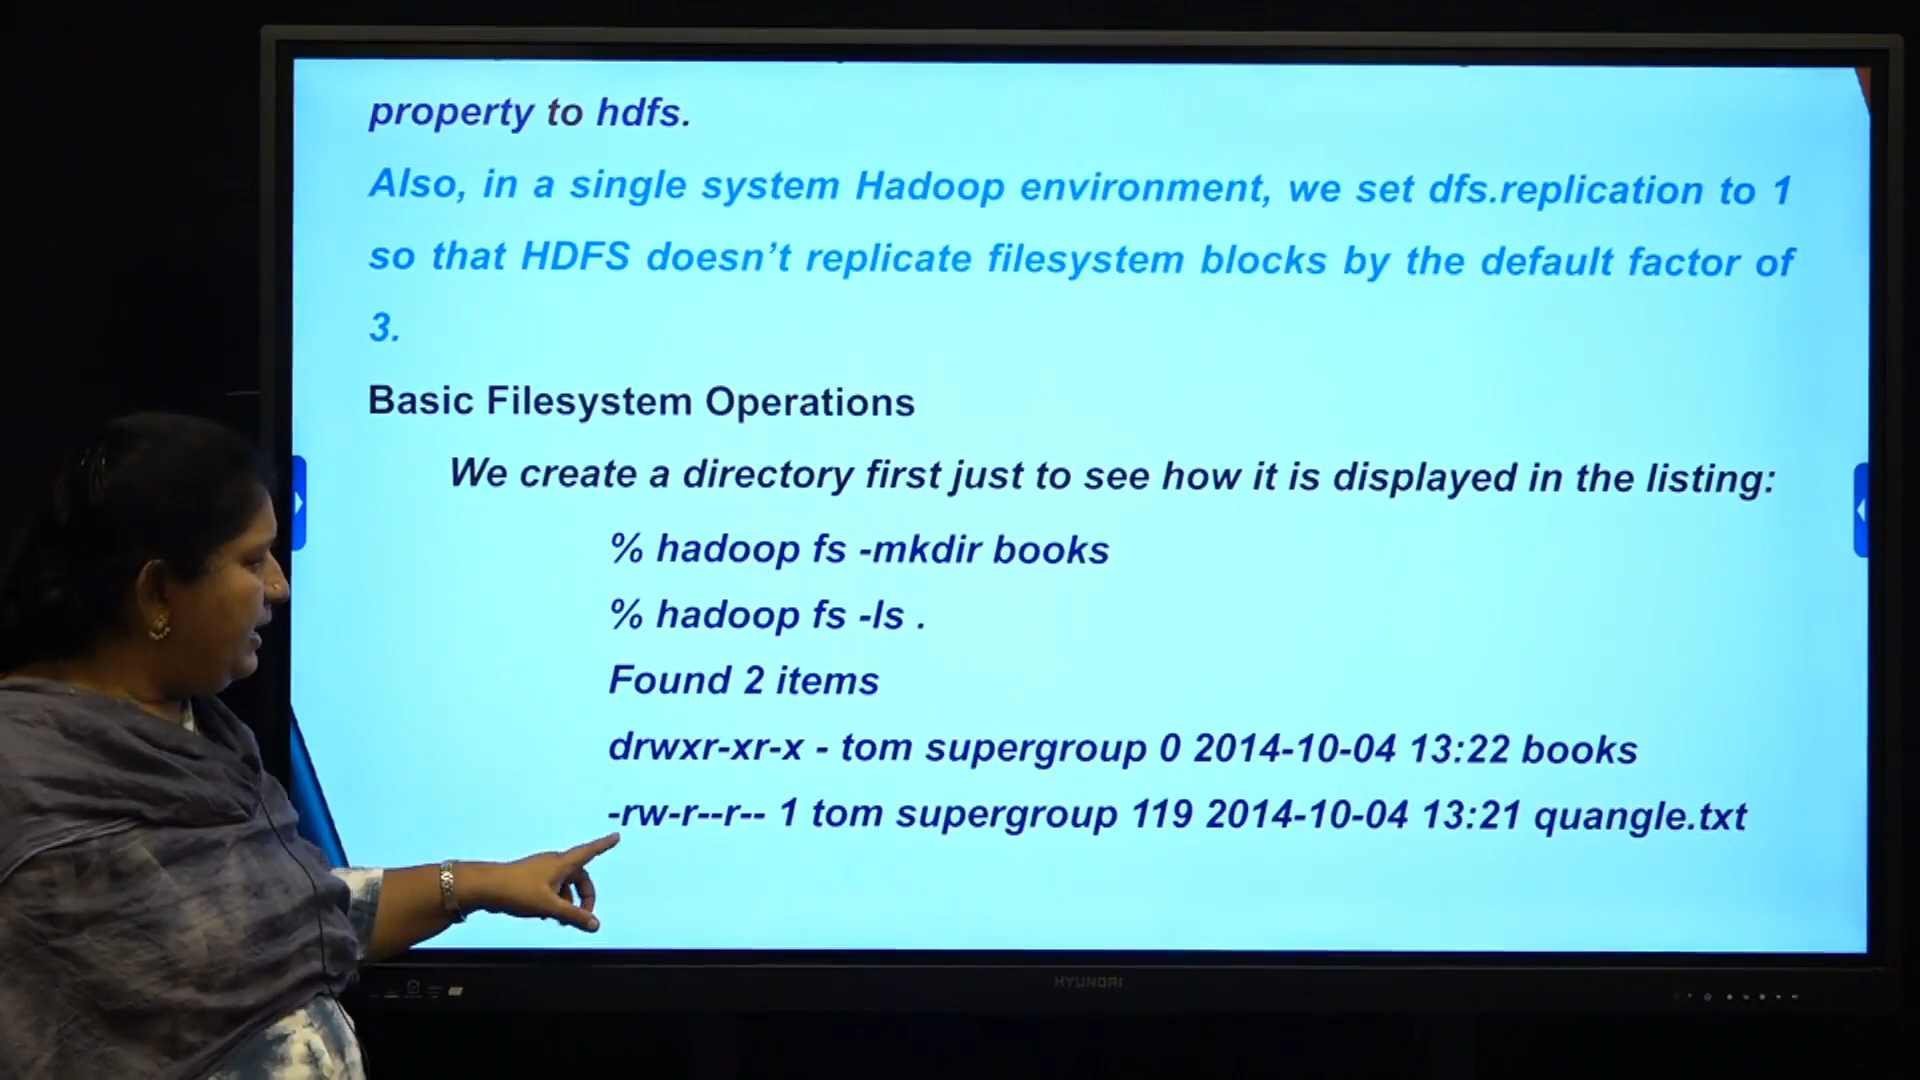 property to hdfs.
Also, in a single system Hadoop environment, we set dfs.replication to 1
so that HDFS doesn’t replicate filesystem blocks by the default factor of
3.
Basic Filesystem Operations
We create a directory first just to see how it is displayed in the listing:
% hadoop fs -mkdir books
% hadoop fs -ls .
Found 2 items
drwxr-xr-x - tom supergroup 0 2014-10-04 13:22 books
-rw-r--r-- 1 tom supergroup 119 2014-10-04 13:21 quangle.txt
HYUNDAI